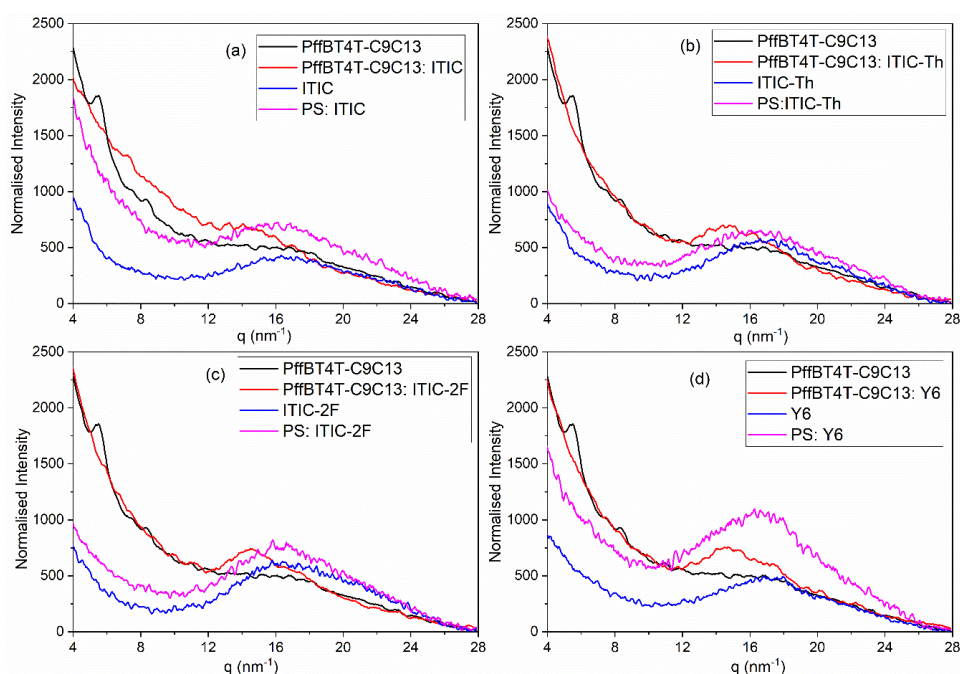 2500
2000
1500
1000
500
0
Normalised Intensity
(a)
PffBT4T-C9C13
PffBT4T-C9C13: ITIC
ITIC
PS: ITIC
4 8 12 16 20 24 28
q (nm-1)
2500
2000
1500
1000
500
0
Normalised Intensity
(b)
PffBT4T-C9C13
PffBT4T-C9C13: ITIC-Th
ITIC-Th
PS:ITIC-Th
4 8 12 16 20 24 28
q (nm-1)
2500
2000
1500
1000
500
0
Normalised Intensity
(c)
PffBT4T-C9C13
PffBT4T-C9C13: ITIC-2F
ITIC-2F
PS: ITIC-2F
4 8 12 16 20 24 28
q (nm-1)
2500
2000
1500
1000
500
0
Normalised Intensity
(d)
PffBT4T-C9C13
PffBT4T-C9C13: Y6
Y6
PS: Y6
4 8 12 16 20 24 28
q (nm-1)